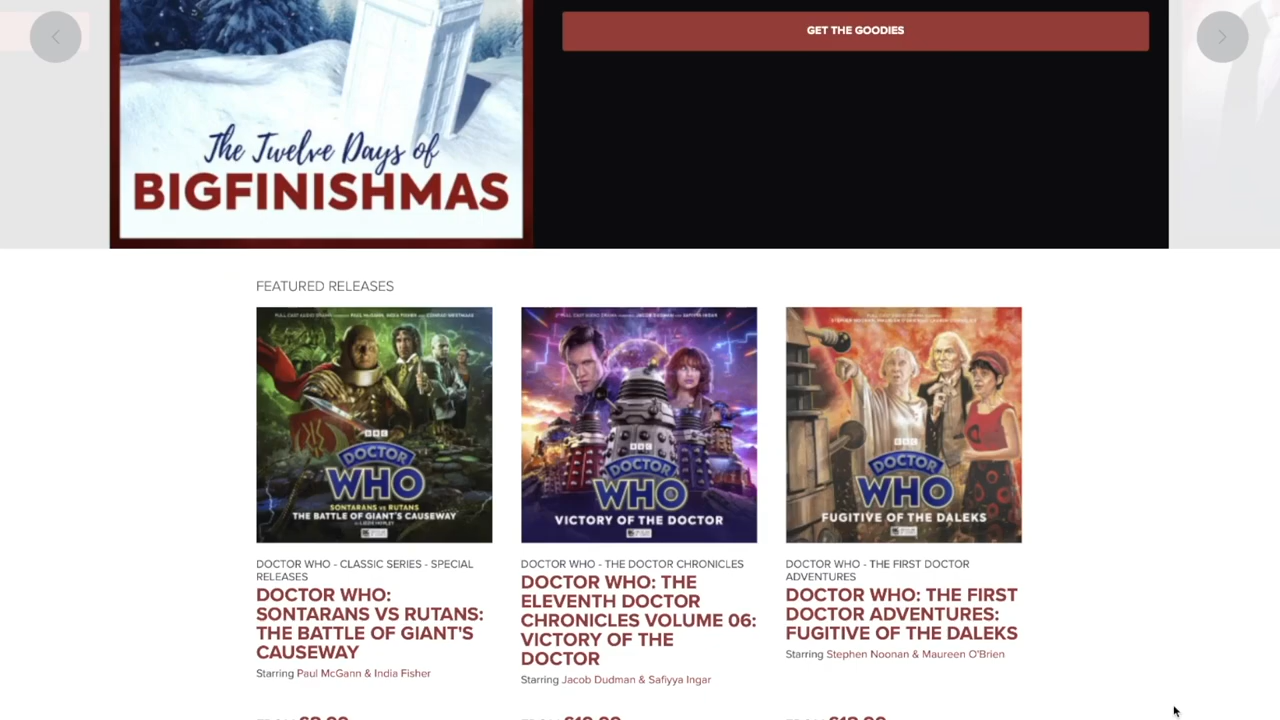 GET THE GOODIES
The Twelve Days of
BIGFINISHMAS
FEATURED RELEASES
BBC
DOCTOR
WHO
SONTARANS vs RUTANS
THE BATTLE OF GIANT'S CAUSEWAY
BBC
DOCTOR
WHO
VICTORY OF THE DOCTOR
BBC
DOCTOR
WHO
FUGITIVE OF THE DALEKS
DOCTOR WHO - CLASSIC SERIES - SPECIAL
RELEASES
DOCTOR WHO:
SONTARANS VS RUTANS:
THE BATTLE OF GIANT'S
CAUSEWAY
Starring Paul McGann & India Fisher
DOCTOR WHO - THE DOCTOR CHRONICLES
DOCTOR WHO: THE
ELEVENTH DOCTOR
CHRONICLES VOLUME 06:
VICTORY OF THE
DOCTOR
Starring Jacob Dudman & Safiyya Ingar
DOCTOR WHO - THE FIRST DOCTOR
ADVENTURES
DOCTOR WHO: THE FIRST
DOCTOR ADVENTURES:
FUGITIVE OF THE DALEKS
Starring Stephen Noonan & Maureen O'Brien